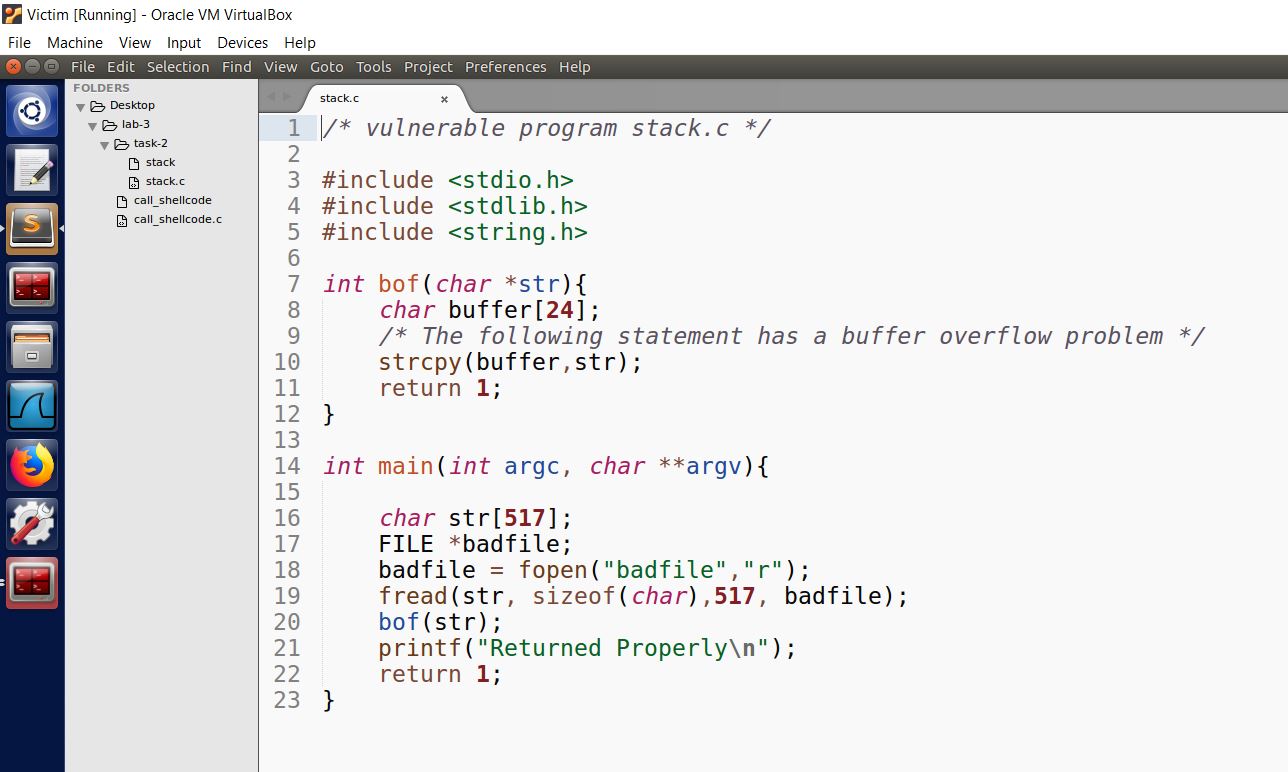 Victim [Running] - Oracle VM VirtualBox
File Machine View Input Devices Help
File Edit Selection Find View Goto Tools Project Preferences Help
FOLDERS
Desktop
lab-3
task-2
stack
stack.c
call_shellcode
call_shellcode.c
stack.c
1 /* vulnerable program stack.c */
2
3 #include <stdio.h>
4 #include <stdlib.h>
5 #include <string.h>
6
7 int bof(char *str){
8     char buffer[24];
9     /* The following statement has a buffer overflow problem */
10     strcpy(buffer,str);
11     return 1;
12 }
13
14 int main(int argc, char **argv){
15
16     char str[517];
17     FILE *badfile;
18     badfile = fopen("badfile","r");
19     fread(str, sizeof(char),517, badfile);
20     bof(str);
21     printf("Returned Properly\n");
22     return 1;
23 }